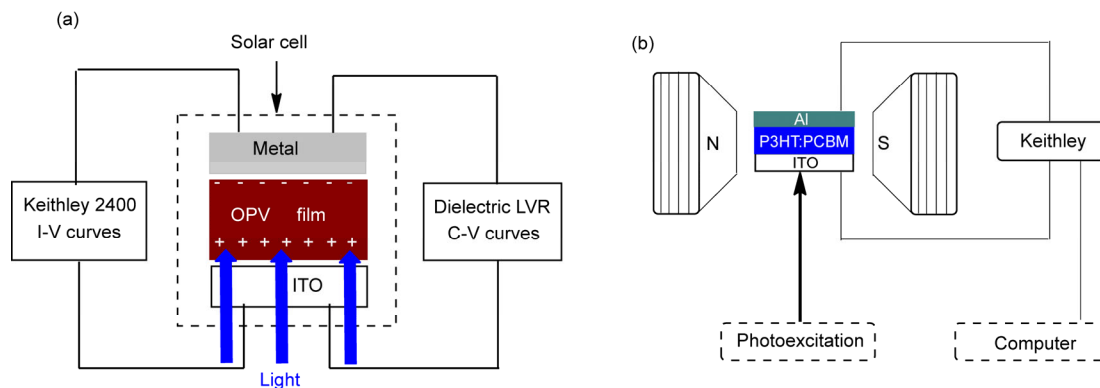 (a)
Solar cell
Metal
Keithley 2400
I-V curves
- - - - - - -
OPV film
+ + + + + + +
Dielectric LVR
C-V curves
ITO
Light
(b)
N
Al
P3HT:PCBM
ITO
S
Keithley
Photoexcitation
Computer